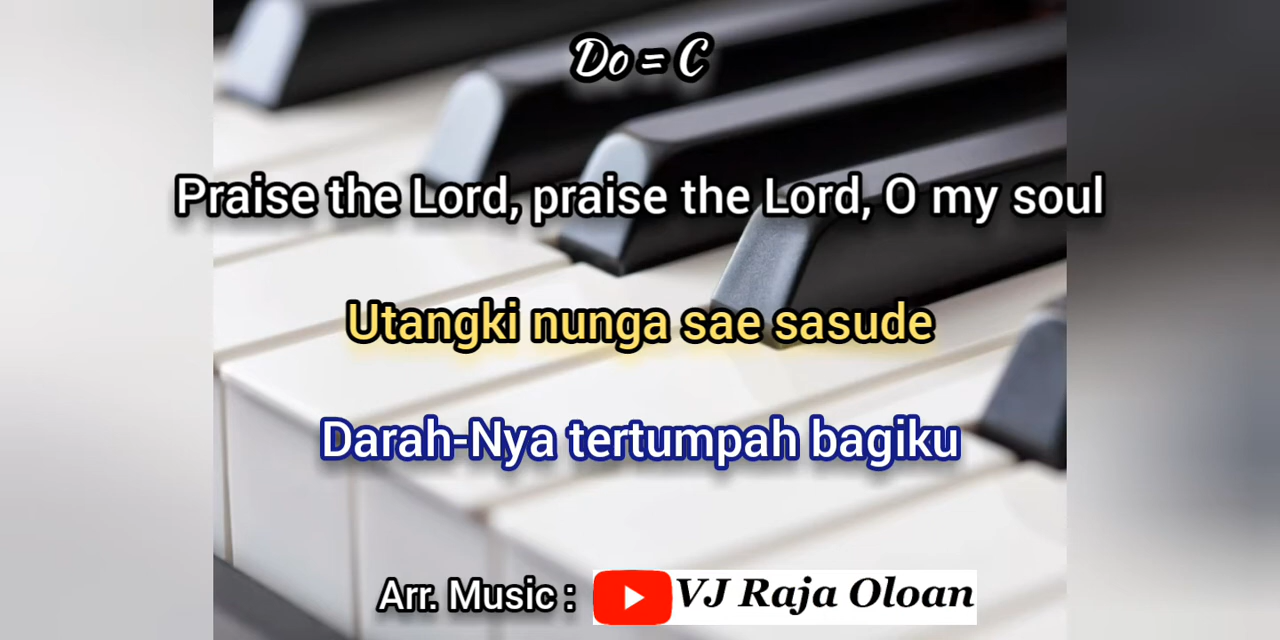 Do = C
Praise the Lord, praise the Lord, O my soul
Utangki nunga sae sasude
Darah-Nya tertumpah bagiku
Arr. Music : VJ Raja Oloan